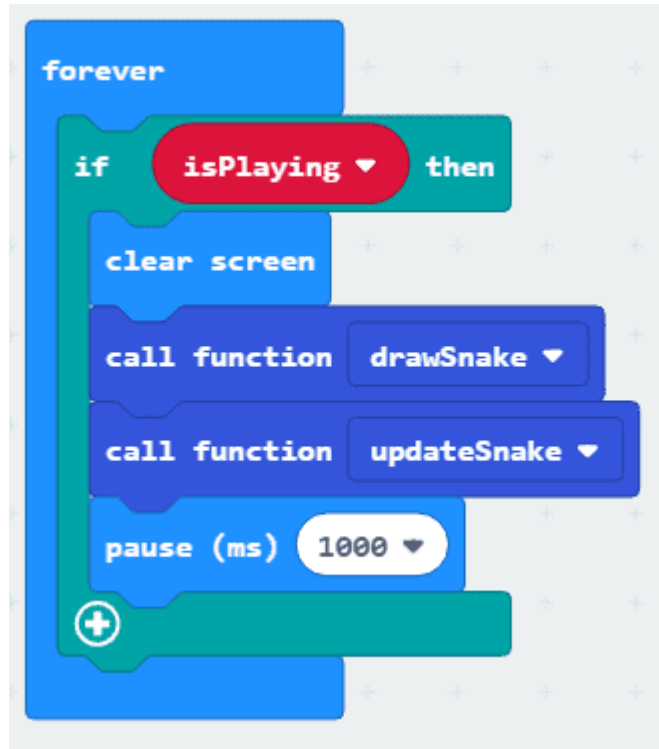 forever
if isPlaying then
clear screen
call function drawSnake
call function updateSnake
pause (ms) 1000